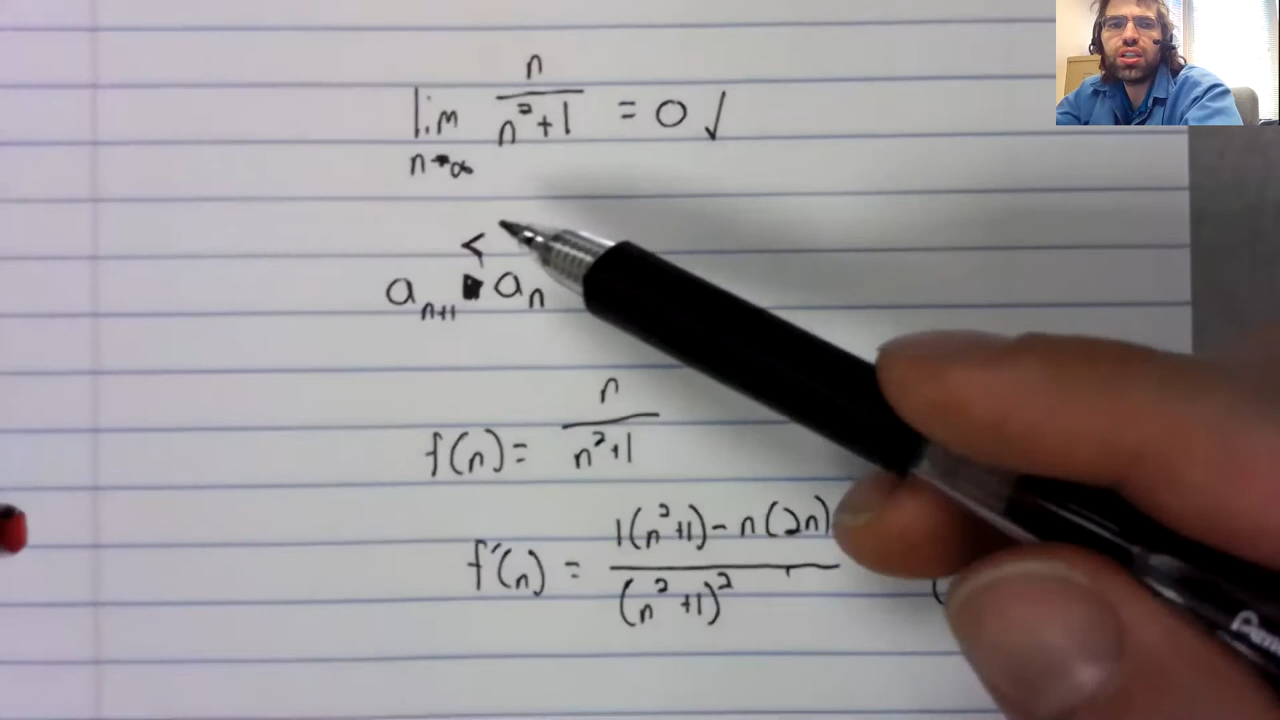 lim n→∞ n/(n²+1) = 0 ✓
<
a_{n+1} a_n
f(n) = n/(n²+1)
f'(n) = (1(n²+1) - n(2n))/(n²+1)²